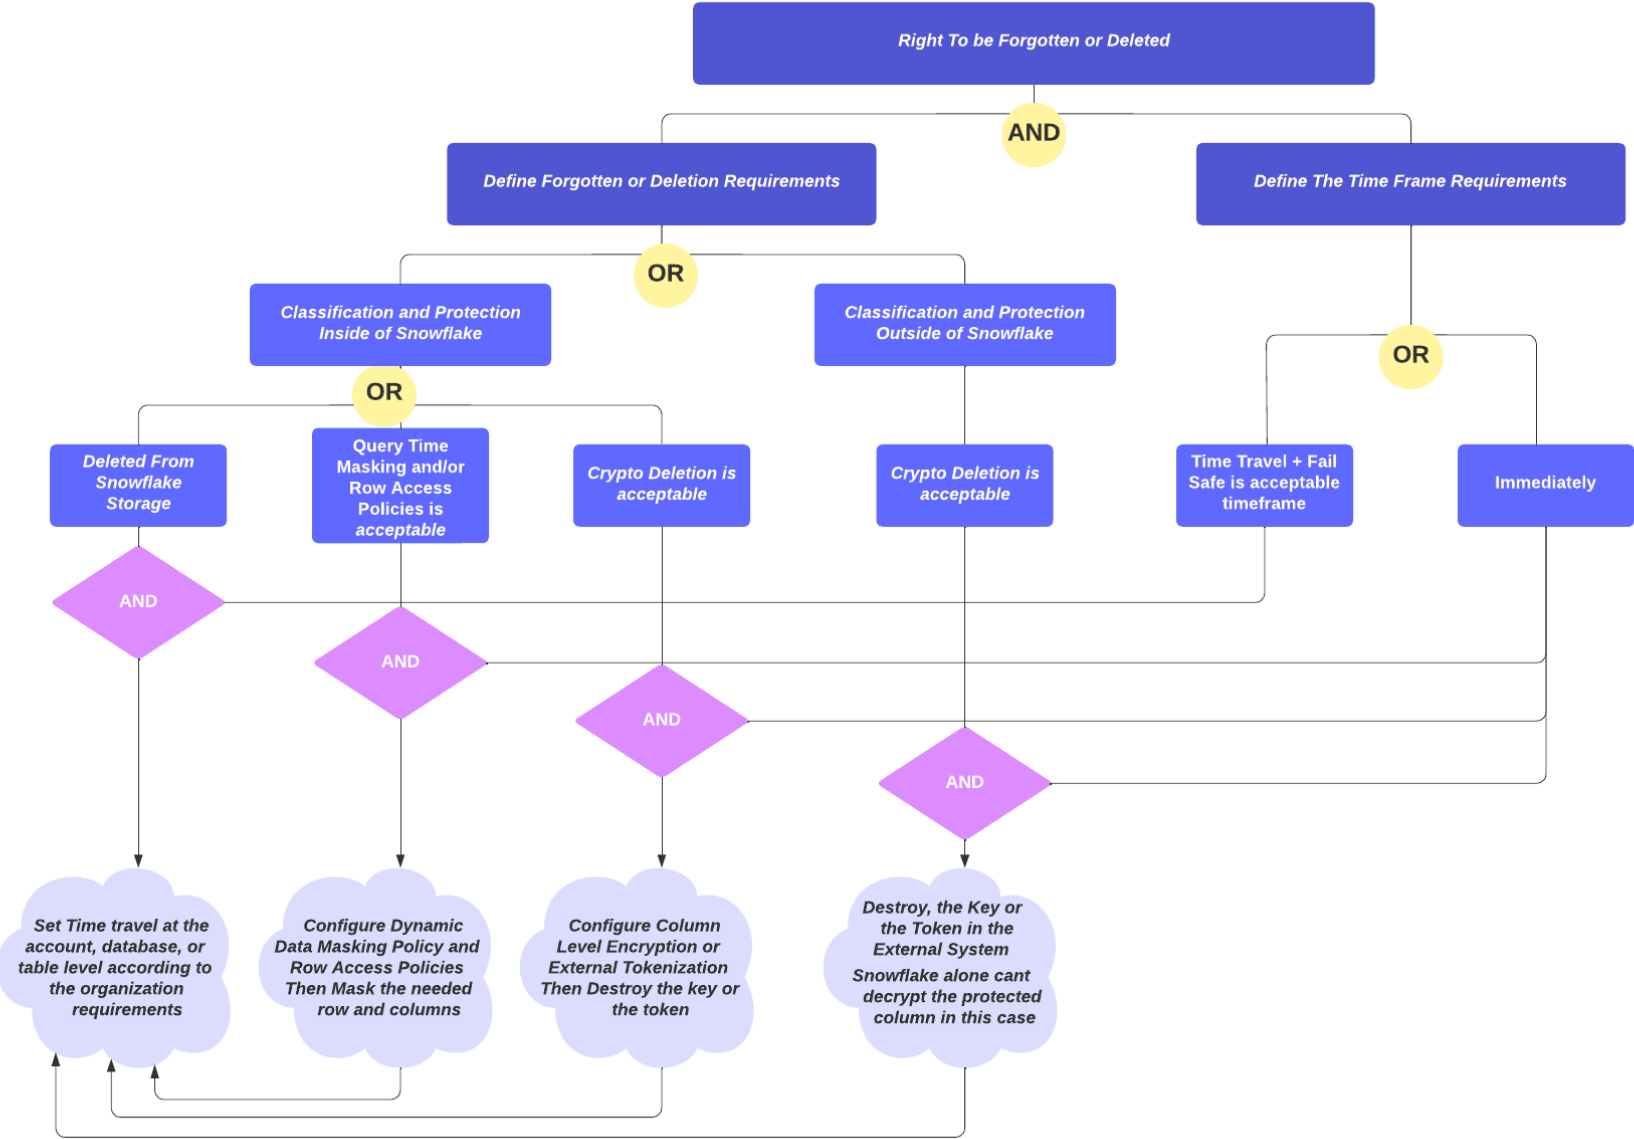 Right To be Forgotten or Deleted
AND
Define Forgotten or Deletion Requirements
Define The Time Frame Requirements
OR
Classification and Protection
Inside of Snowflake
Classification and Protection
Outside of Snowflake
OR
OR
Deleted From
Snowflake
Storage
Query Time
Masking and/or
Row Access
Policies is
acceptable
Crypto Deletion is
acceptable
Crypto Deletion is
acceptable
Time Travel + Fail
Safe is acceptable
timeframe
Immediately
AND
AND
AND
AND
Set Time travel at the
account, database, or
table level according to
the organization
requirements
Configure Dynamic
Data Masking Policy and
Row Access Policies
Then Mask the needed
row and columns
Configure Column
Level Encryption or
External Tokenization
Then Destroy the key or
the token
Destroy, the Key or
the Token in the
External System
Snowflake alone cant
decrypt the protected
column in this case